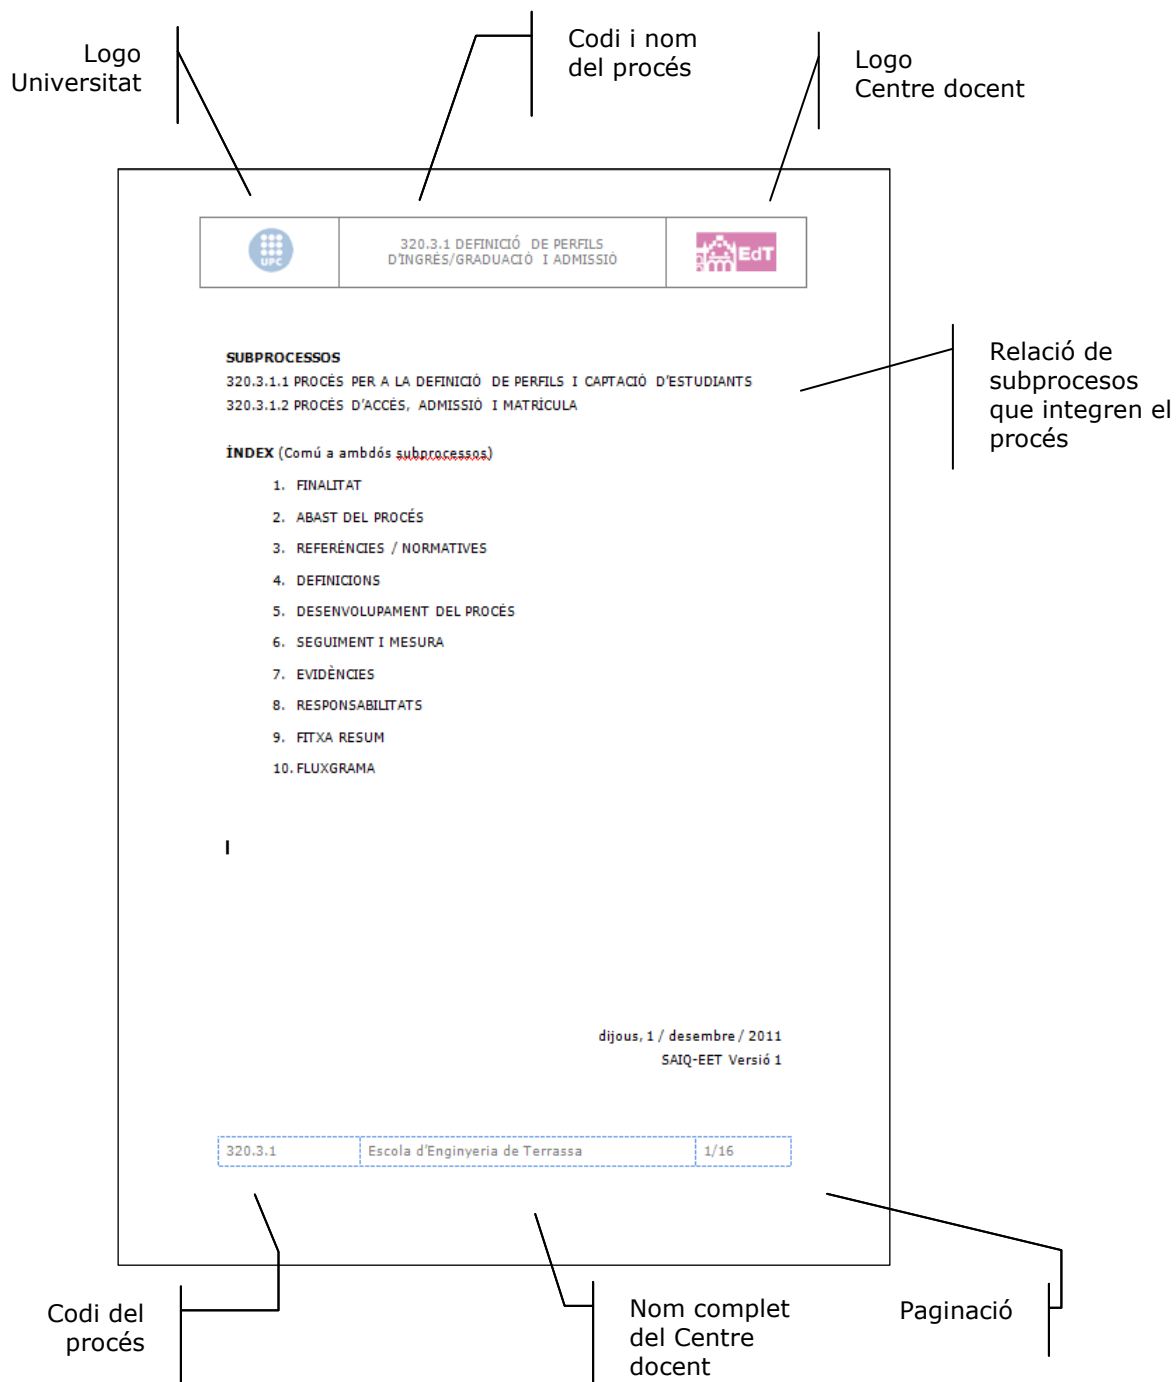 Logo
Universitat
Codi i nom
del procés
Logo
Centre docent
UPC
320.3.1 DEFINICIÓ DE PERFILS
D'INGRÉS/GRADUACIÓ I ADMISSIÓ
EdT
SUBPROCESSOS
320.3.1.1 PROCÉS PER A LA DEFINICIÓ DE PERFILS I CAPTACIÓ D'ESTUDIANTS
320.3.1.2 PROCÉS D'ACCÉS, ADMISSIÓ I MATRÍCULA
Relació de
subprocesos
que integren el
procés
ÍNDEX (Comú a ambdós subprocessos)
1. FINALITAT
2. ABAST DEL PROCÉS
3. REFERÈNCIES / NORMATIVES
4. DEFINICIONS
5. DESENVOLUPAMENT DEL PROCÉS
6. SEGUIMENT I MESURA
7. EVIDÈNCIES
8. RESPONSABILITATS
9. FITXA RESUM
10. FLUXGRAMA
dijous, 1 / desembre / 2011
SAIQ-EET Versió 1
320.3.1
Escola d'Enginyeria de Terrassa
1/16
Codi del
procés
Nom complet
del Centre
docent
Paginació